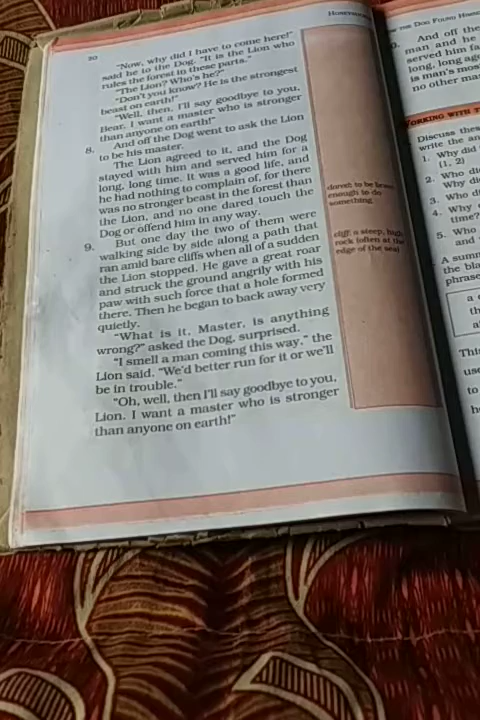 20
Honeysuckle
"Now, why did I have to come here!"
said he to the Dog. "It is the Lion who
rules the forest in these parts."
"The Lion? Who's he?"
"Don't you know? He is the strongest
beast on earth!"
"Well, then, I'll say goodbye to you,
Bear. I want a master who is stronger
than anyone on earth!"
8. And off the Dog went to ask the Lion
to be his master.
The Lion agreed to it, and the Dog
stayed with him and served him for a
long, long time. It was a good life, and
he had nothing to complain of, for there
was no stronger beast in the forest than
the Lion, and no one dared touch the
Dog or offend him in any way.
9. But one day the two of them were
walking side by side along a path that
ran amid bare cliffs when all of a sudden
the Lion stopped. He gave a great roar
and struck the ground angrily with his
paw with such force that a hole formed
there. Then he began to back away very
quietly.
"What is it, Master, is anything
wrong?" asked the Dog, surprised.
"I smell a man coming this way," the
Lion said. "We'd better run for it or we'll
be in trouble."
"Oh, well, then I'll say goodbye to you,
Lion. I want a master who is stronger
than anyone on earth!"
dared: to be brave
enough to do
something
cliff: a steep, high
rock (often at the
edge of the sea)
the Dog Found
And off the
man and he
served him fa
long, long ag
is man's mos
no other ma
Working with t
Discuss thes
write the an
1. Why did
(1, 2)
2. Who di
Why di
3. Who d
4. Why
time?
5. Who
and
A sum
the bla
phrase
a
th
a
Thi
use
to
h